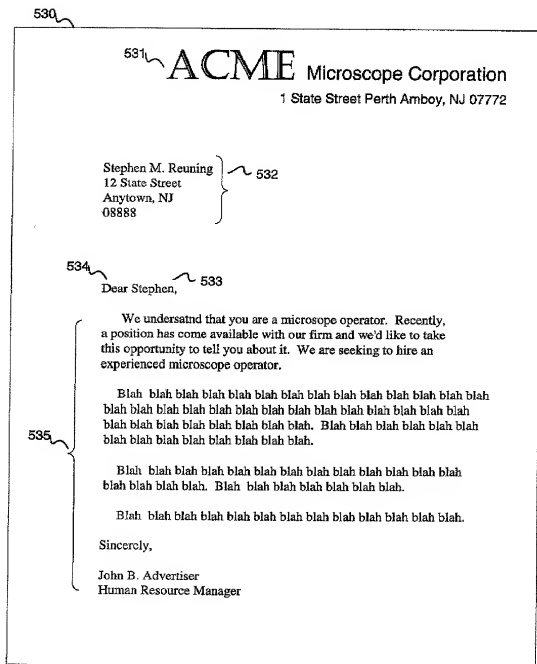 530
531 ACME Microscope Corporation
1 State Street Perth Amboy, NJ 07772
Stephen M. Reuning 532
12 State Street
Anytown, NJ
08888
534 533
Dear Stephen,
We undersatnd that you are a microsope operator. Recently,
a position has come available with our firm and we'd like to take
this opportunity to tell you about it. We are seeking to hire an
experienced microscope operator.
Blah blah blah blah blah blah blah blah blah blah blah blah blah blah
blah blah blah blah blah blah blah blah blah blah blah blah blah blah
blah blah blah blah blah blah blah blah. Blah blah blah blah blah blah
535 blah blah blah blah blah blah blah blah.
Blah blah blah blah blah blah blah blah blah blah blah blah blah
blah blah blah blah. Blah blah blah blah blah blah blah.
Blah blah blah blah blah blah blah blah blah blah blah blah blah.
Sincerely,
John B. Advertiser
Human Resource Manager